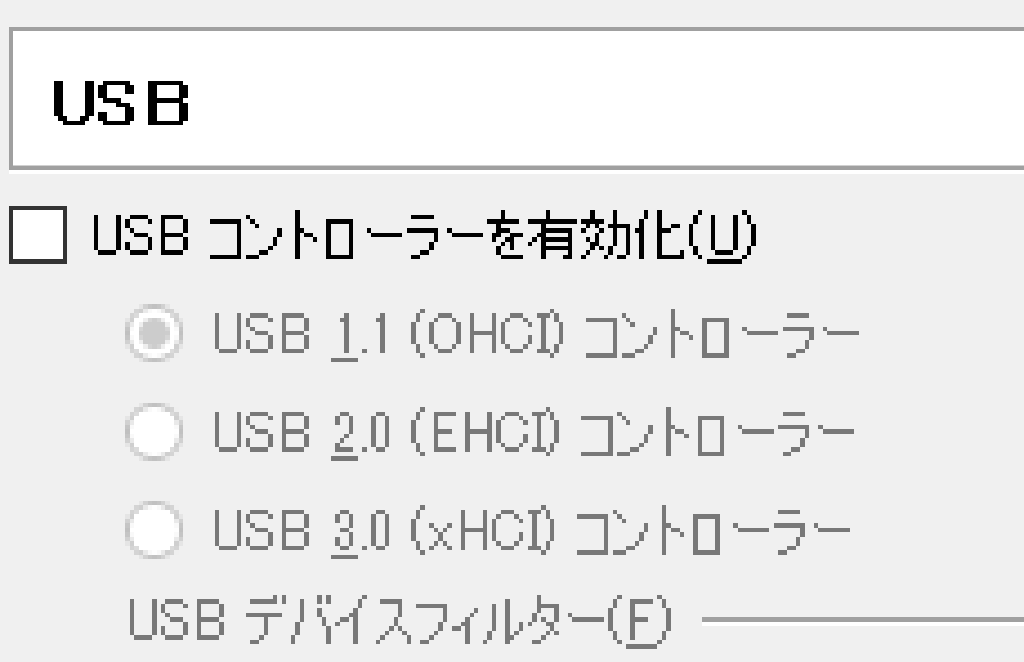 USB
USB コントローラーを有効化(U)
USB 1.1 (OHCI) コントローラー
USB 2.0 (EHCI) コントローラー
USB 3.0 (xHCI) コントローラー
USB デバイスフィルター(F)